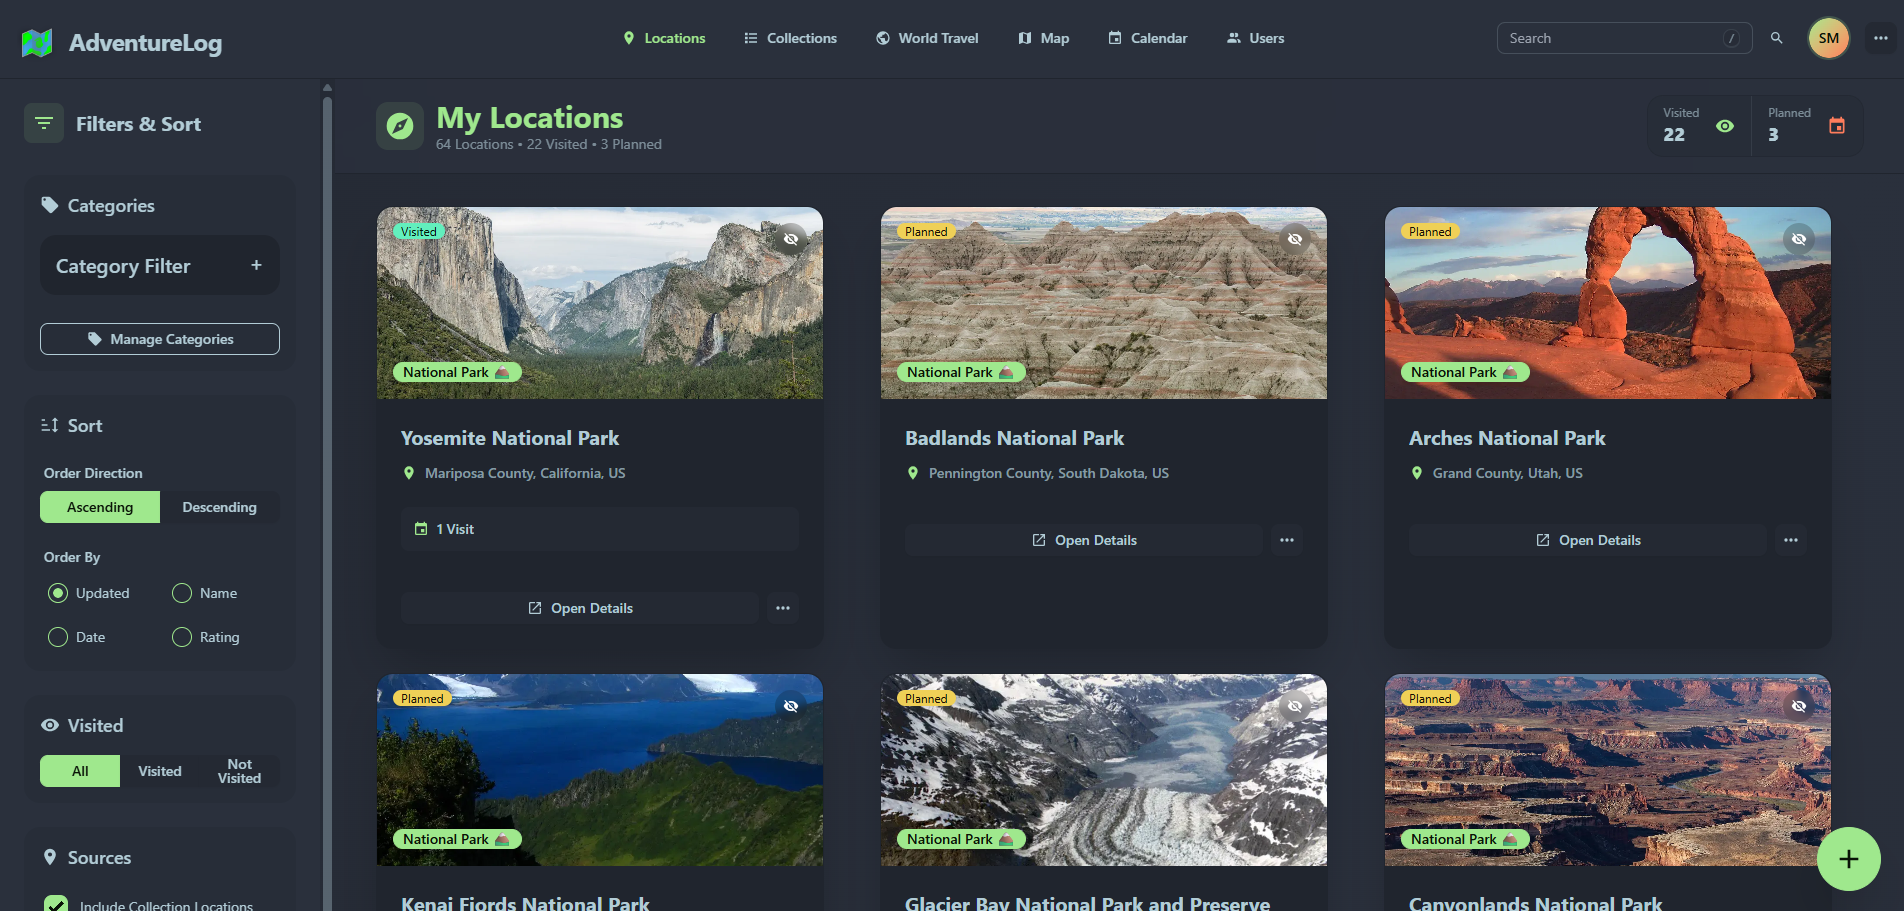 AdventureLog
Locations
Collections
World Travel
Map
Calendar
Users
Search
/
SM
Filters & Sort
Categories
Category Filter
+
Manage Categories
Sort
Order Direction
Ascending
Descending
Order By
Updated
Name
Date
Rating
Visited
All
Visited
Not
Visited
Sources
Include Collection Locations
My Locations
64 Locations • 22 Visited • 3 Planned
Visited
22
Planned
3
Visited
National Park
Yosemite National Park
Mariposa County, California, US
1 Visit
Open Details
Planned
National Park
Badlands National Park
Pennington County, South Dakota, US
Open Details
Planned
National Park
Arches National Park
Grand County, Utah, US
Open Details
Planned
National Park
Kenai Fjords National Park
Planned
National Park
Glacier Bay National Park and Preserve
Planned
National Park
Canyonlands National Park